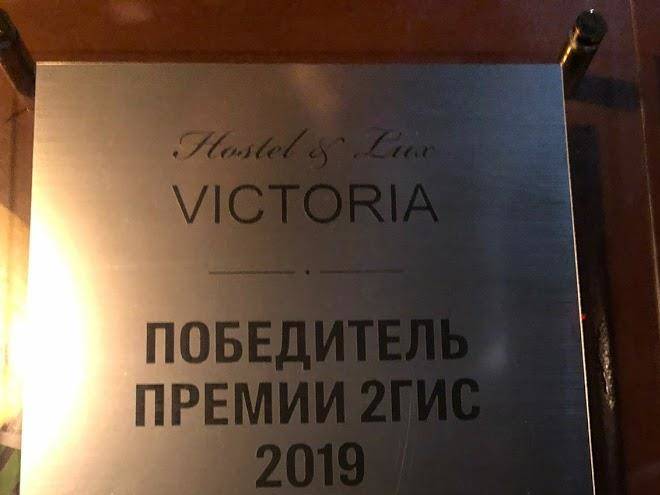 Hostel & Lux
VICTORIA
ПОБЕДИТЕЛЬ
ПРЕМИИ 2ГИС
2019